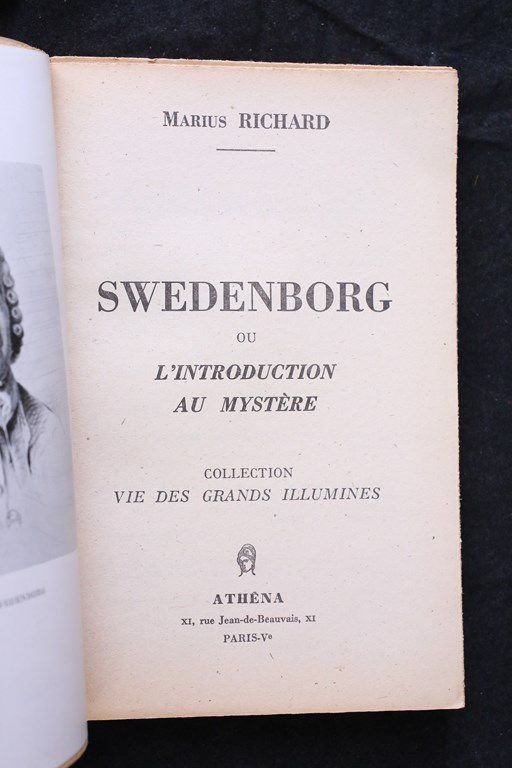 Marius RICHARD
SWEDENBORG
OU
L'INTRODUCTION
AU MYSTÈRE
COLLECTION
VIE DES GRANDS ILLUMINES
ATHÊNA
XI, rue Jean-de-Beauvais, XI
PARIS-Ve